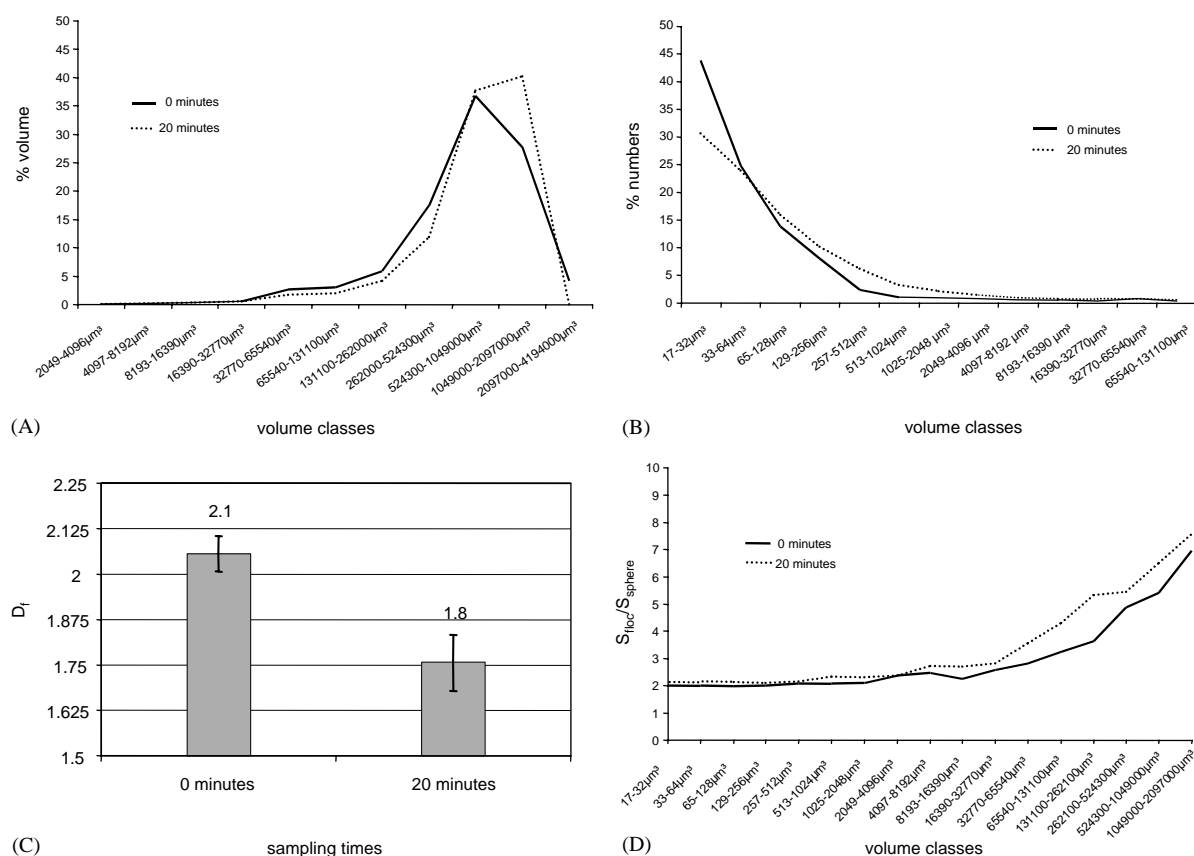 50
45
40
35
30
25
20
15
10
5
0
% volume
0 minutes
20 minutes
2049-4096µm³
4097-8192µm³
8193-16390µm³
16390-32770µm³
32770-65540µm³
65540-131100µm³
131100-262000µm³
262000-524300µm³
524300-1049000µm³
1049000-2097000µm³
2097000-4194000µm³
(A)
volume classes
50
45
40
35
30
25
20
15
10
5
0
% numbers
0 minutes
20 minutes
17-32µm³
33-64µm³
65-128µm³
129-256µm³
257-512µm³
513-1024µm³
1025-2048 µm³
2049-4096 µm³
4097-8192 µm³
8193-16390 µm³
16390-32770µm³
32770-65540µm³
65540-131100µm³
(B)
volume classes
2.25
2.125
2
1.875
1.75
1.625
1.5
D_f
2.1
1.8
0 minutes
20 minutes
(C)
sampling times
10
9
8
7
6
5
4
3
2
1
0
S_floc/S_sphere
0 minutes
20 minutes
17-32µm³
33-64µm³
65-128µm³
129-256µm³
257-512µm³
513-1024µm³
1025-2048µm³
2049-4096µm³
4097-8192µm³
8193-16390µm³
16390-32770µm³
32770-65540µm³
65540-131100µm³
131100-262100µm³
262100-524300µm³
524300-1049000µm³
1049000-2097000µm³
(D)
volume classes